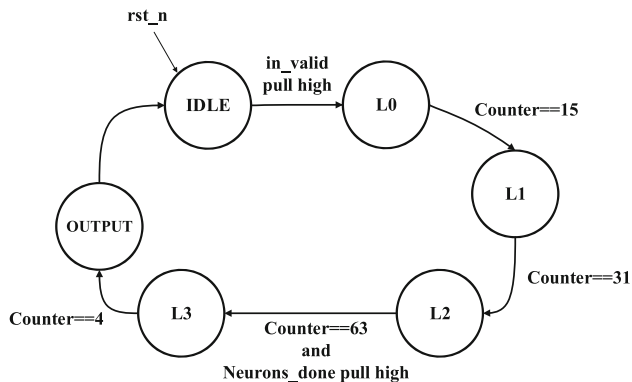 rst_n
in_valid
pull high
IDLE
L0
Counter==15
L1
OUTPUT
Counter==31
L3
L2
Counter==4
Counter==63
and
Neurons_done pull high